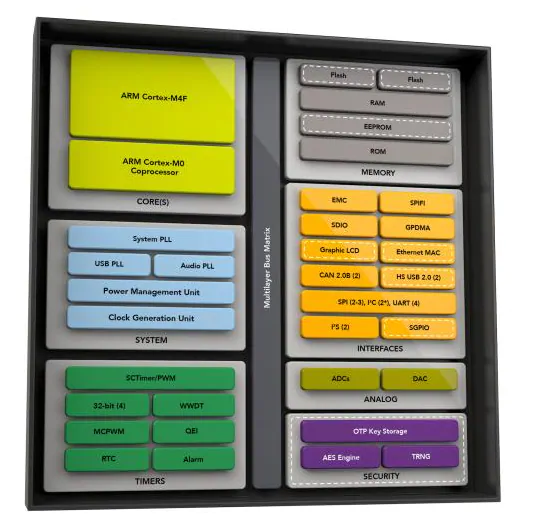 ARM Cortex-M4F
ARM Cortex-M0
Coprocessor
CORE(S)
System PLL
USB PLL
Audio PLL
Power Management Unit
Clock Generation Unit
SYSTEM
SCTimer/PWM
32-bit (4)
WWDT
MCPWM
QEI
RTC
Alarm
TIMERS
Multilayer Bus Matrix
Flash
Flash
RAM
EEPROM
ROM
MEMORY
EMC
SPIFI
SDIO
GPDMA
Graphic LCD
Ethernet MAC
CAN 2.0B (2)
HS USB 2.0 (2)
SPI (2-3), I²C (2*), UART (4)
I²S (2)
SGPIO
INTERFACES
ADCs
DAC
ANALOG
OTP Key Storage
AES Engine
TRNG
SECURITY